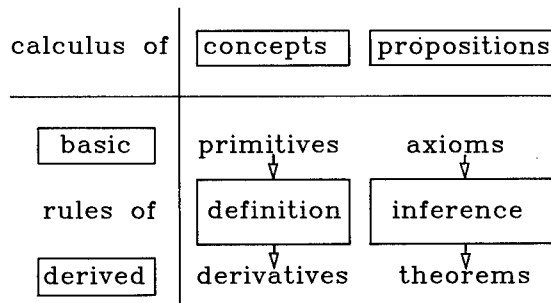 calculus of concepts propositions
basic primitives axioms
rules of definition inference
derived derivatives theorems